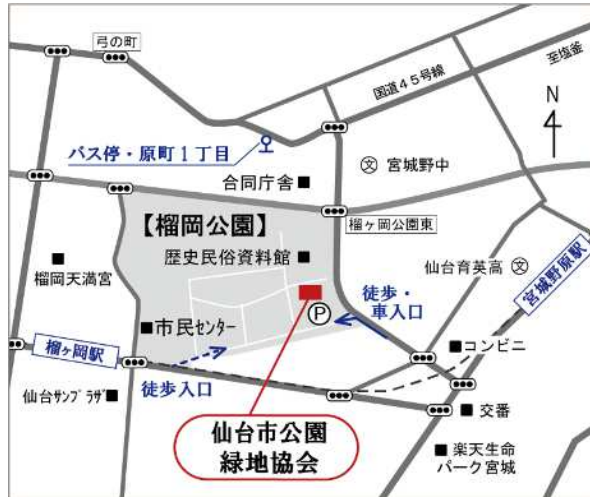 弓の町
国道45号線
至塩釜
N
バス停・原町1丁目
文
宮城野中
合同庁舎
【榴岡公園】
榴ヶ岡公園東
歴史民俗資料館
仙台育英高
文
宮城野原駅
榴岡天満宮
徒歩・
車入口
P
市民センター
コンビニ
榴ヶ岡駅
徒歩入口
仙台サンプラザ
交番
仙台市公園
緑地協会
楽天生命
パーク宮城